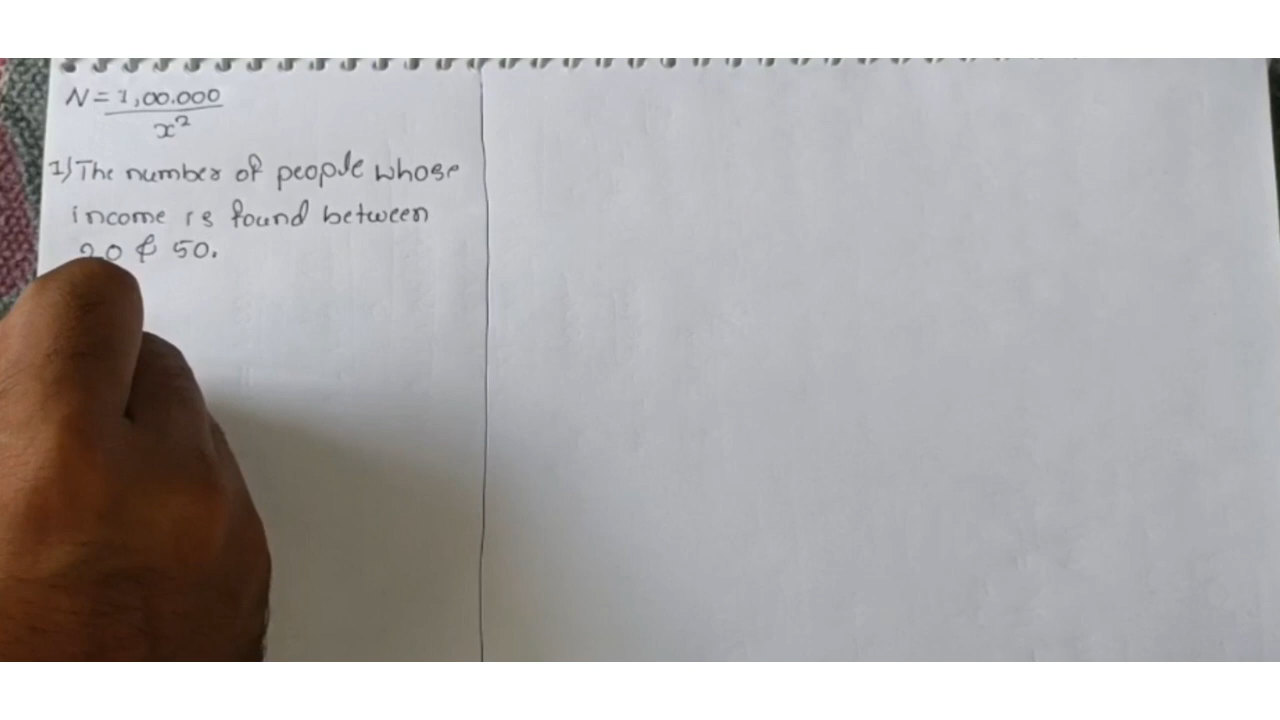 N = 1,00.000
x²
1) The number of people whose
income is found between
20 & 50.